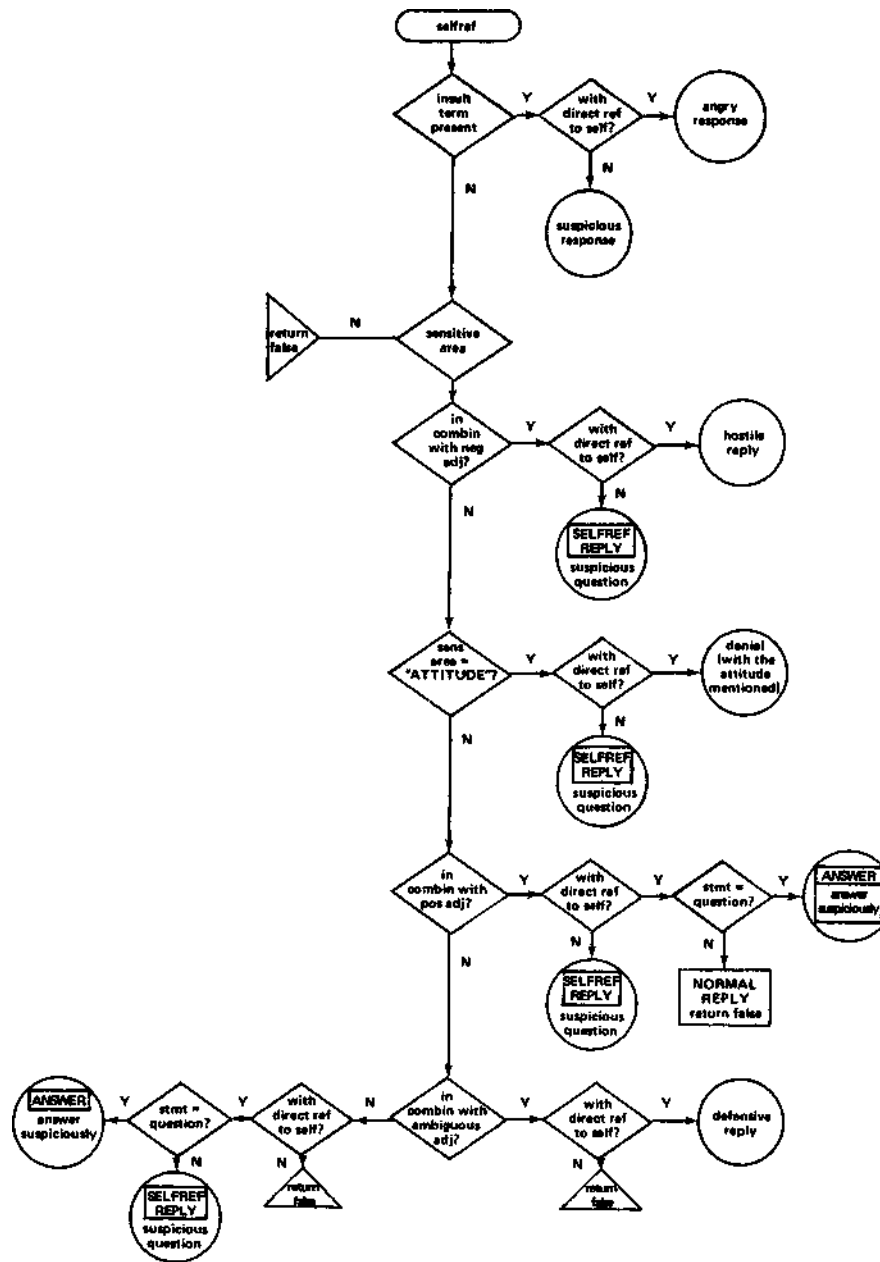 selfref
insult
term
present
Y
with
direct ref
to self?
Y
angry
response
N
N
suspicious
response
return
false
N
sensitive
area
in
combin
with neg
adj?
Y
with
direct ref
to self?
Y
hostile
reply
N
N
SELFREF
REPLY
suspicious
question
sens
area =
"ATTITUDE"?
Y
with
direct ref
to self?
Y
denial
(with the
attitude
mentioned)
N
N
SELFREF
REPLY
suspicious
question
in
combin with
pos adj?
Y
with
direct ref
to self?
Y
stmt =
question?
Y
ANSWER
answer
suspiciously
N
N
N
SELFREF
REPLY
suspicious
question
NORMAL
REPLY
return false
ANSWER
answer
suspiciously
Y
stmt =
question?
Y
with
direct ref
to self?
N
in
combin with
ambiguous
adj?
Y
with
direct ref
to self?
Y
defensive
reply
N
N
N
SELFREF
REPLY
suspicious
question
return
false
return
false